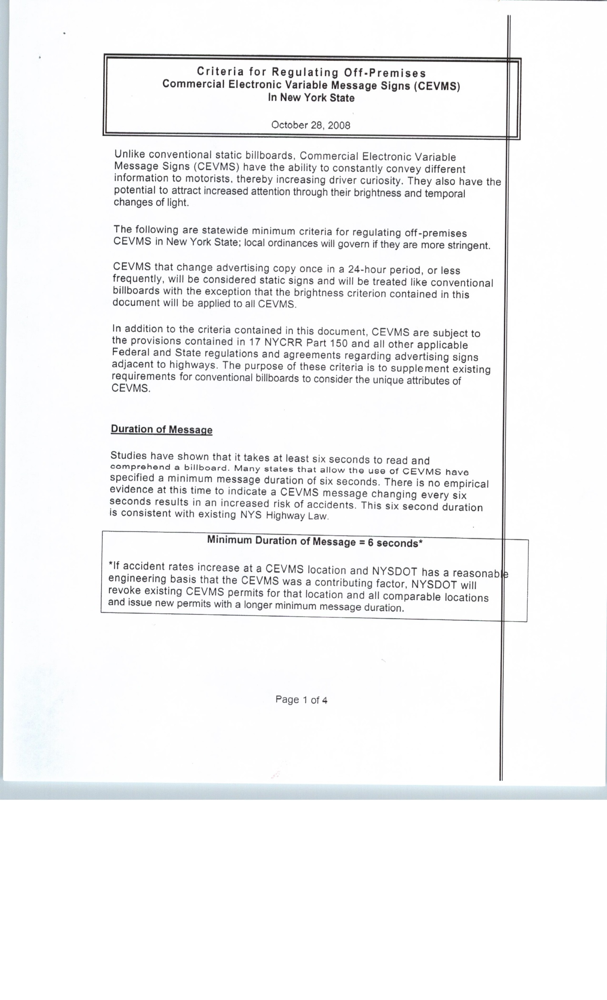 Criteria for Regulating Off-Premises
Commercial Electronic Variable Message Signs (CEVMS)
In New York State
October 28, 2008
Unlike conventional static billboards, Commercial Electronic Variable
Message Signs (CEVMS) have the ability to constantly convey different
information to motorists, thereby increasing driver curiosity. They also have the
potential to attract increased attention through their brightness and temporal
changes of light.
The following are statewide minimum criteria for regulating off-premises
CEVMS in New York State; local ordinances will govern if they are more stringent.
CEVMS that change advertising copy once in a 24-hour period, or less
frequently, will be considered static signs and will be treated like conventional
billboards with the exception that the brightness criterion contained in this
document will be applied to all CEVMS.
In addition to the criteria contained in this document, CEVMS are subject to
the provisions contained in 17 NYCRR Part 150 and all other applicable
Federal and State regulations and agreements regarding advertising signs
adjacent to highways. The purpose of these criteria is to supplement existing
requirements for conventional billboards to consider the unique attributes of
CEVMS.
Duration of Message
Studies have shown that it takes at least six seconds to read and
comprehend a billboard. Many states that allow the use of CEVMS have
specified a minimum message duration of six seconds. There is no empirical
evidence at this time to indicate a CEVMS message changing every six
seconds results in an increased risk of accidents. This six second duration
is consistent with existing NYS Highway Law.
Minimum Duration of Message = 6 seconds*
*If accident rates increase at a CEVMS location and NYSDOT has a reasonable
engineering basis that the CEVMS was a contributing factor, NYSDOT will
revoke existing CEVMS permits for that location and all comparable locations
and issue new permits with a longer minimum message duration.
Page 1 of 4